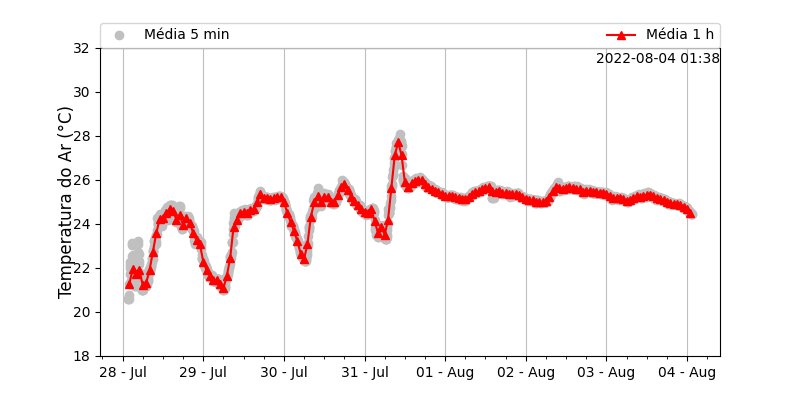 Média 5 min
Média 1 h
2022-08-04 01:38
Temperatura do Ar (°C)
32
30
28
26
24
22
20
18
28 - Jul
29 - Jul
30 - Jul
31 - Jul
01 - Aug
02 - Aug
03 - Aug
04 - Aug